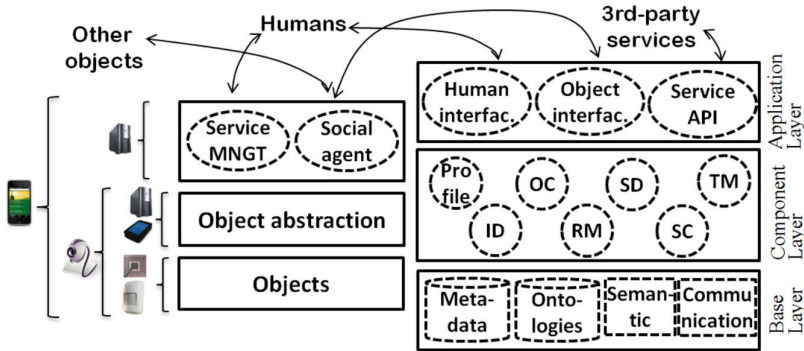 Other
objects
Humans
3rd-party
services
Service
MNGT
Social
agent
Object abstraction
Objects
Human
interfac.
Object
interfac.
Service
API
Application
Layer
Pro
file
OC
SD
TM
ID
RM
SC
Component
Layer
Meta-
data
Onto-
logies
Seman-
tic
Commu
nication
Base
Layer